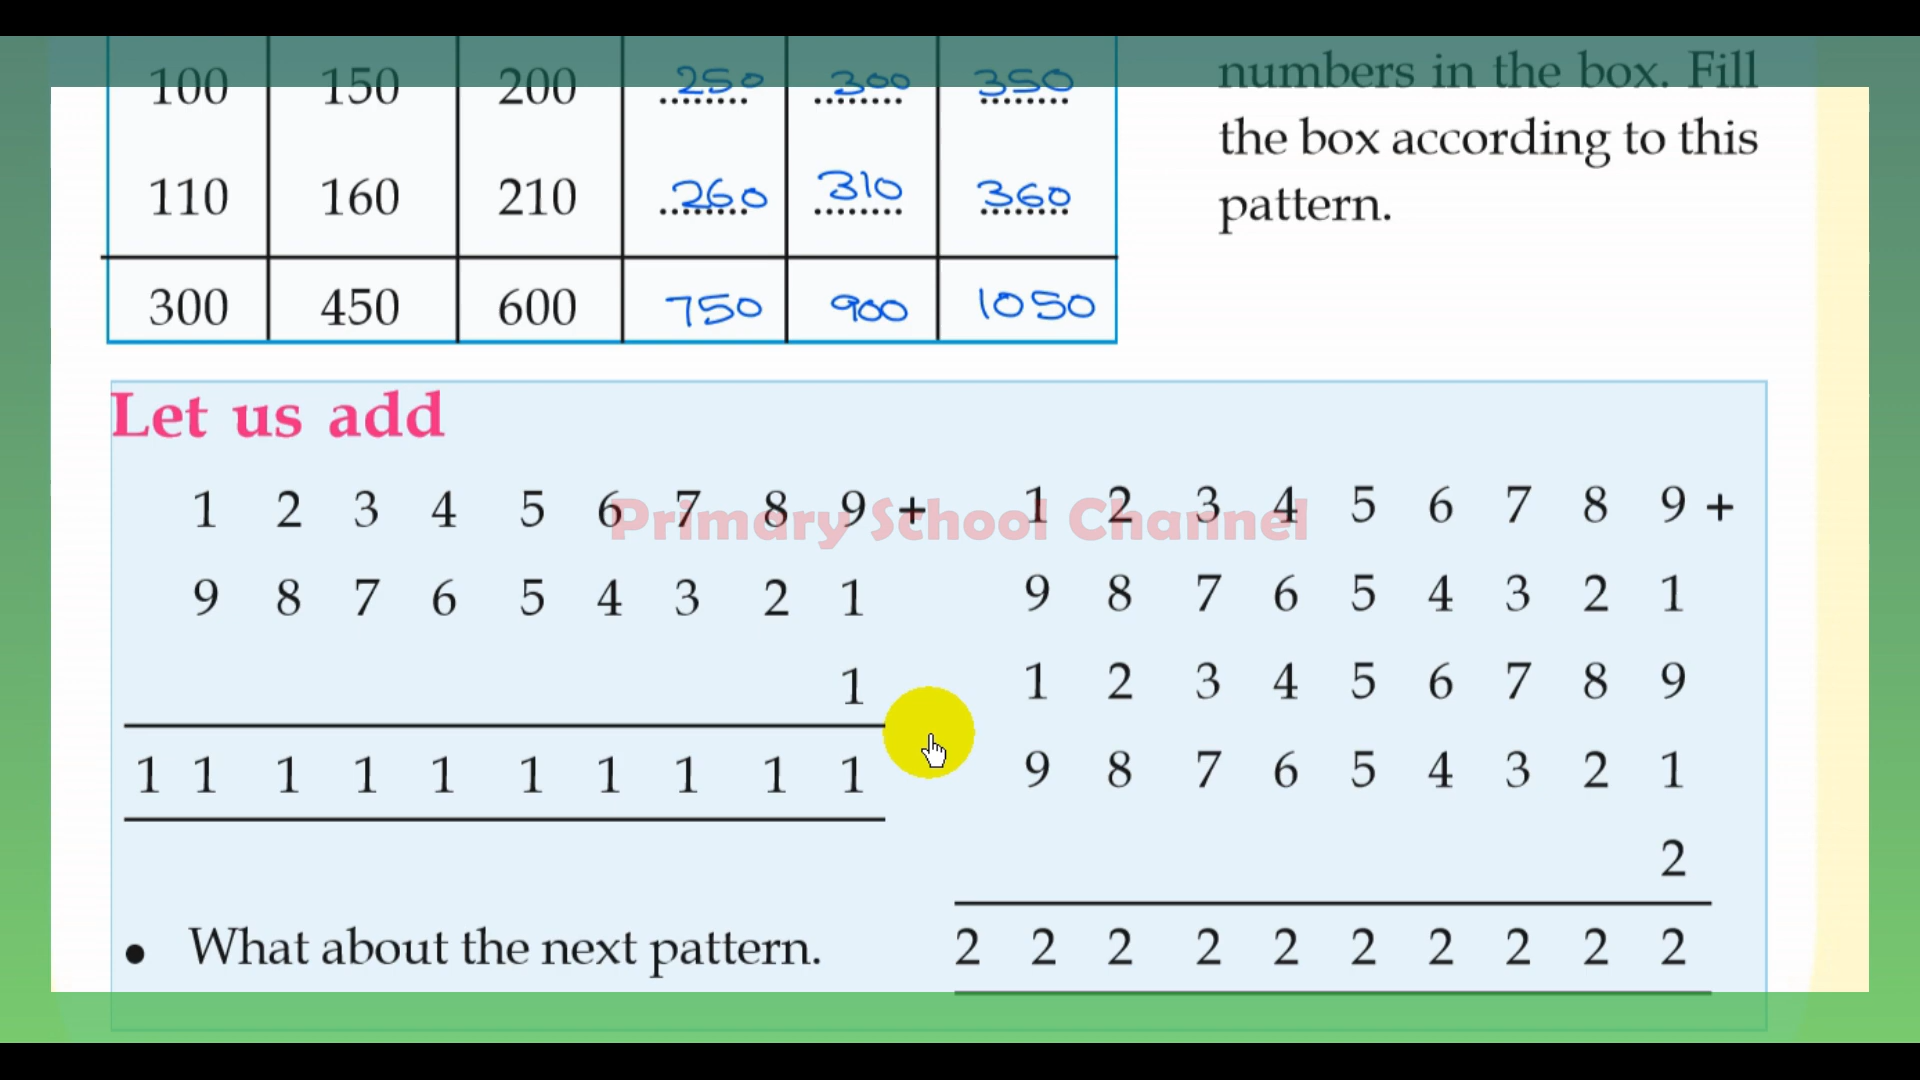 100 150 200 250 300 350
110 160 210 260 310 360
300 450 600 750 900 1050
numbers in the box. Fill
the box according to this
pattern.
Let us add
1 2 3 4 5 6 7 8 9 +
9 8 7 6 5 4 3 2 1
1
1 1 1 1 1 1 1 1 1 1
• What about the next pattern.
1 2 3 4 5 6 7 8 9 +
9 8 7 6 5 4 3 2 1
1 2 3 4 5 6 7 8 9
9 8 7 6 5 4 3 2 1
2
2 2 2 2 2 2 2 2 2 2
Primary School Channel